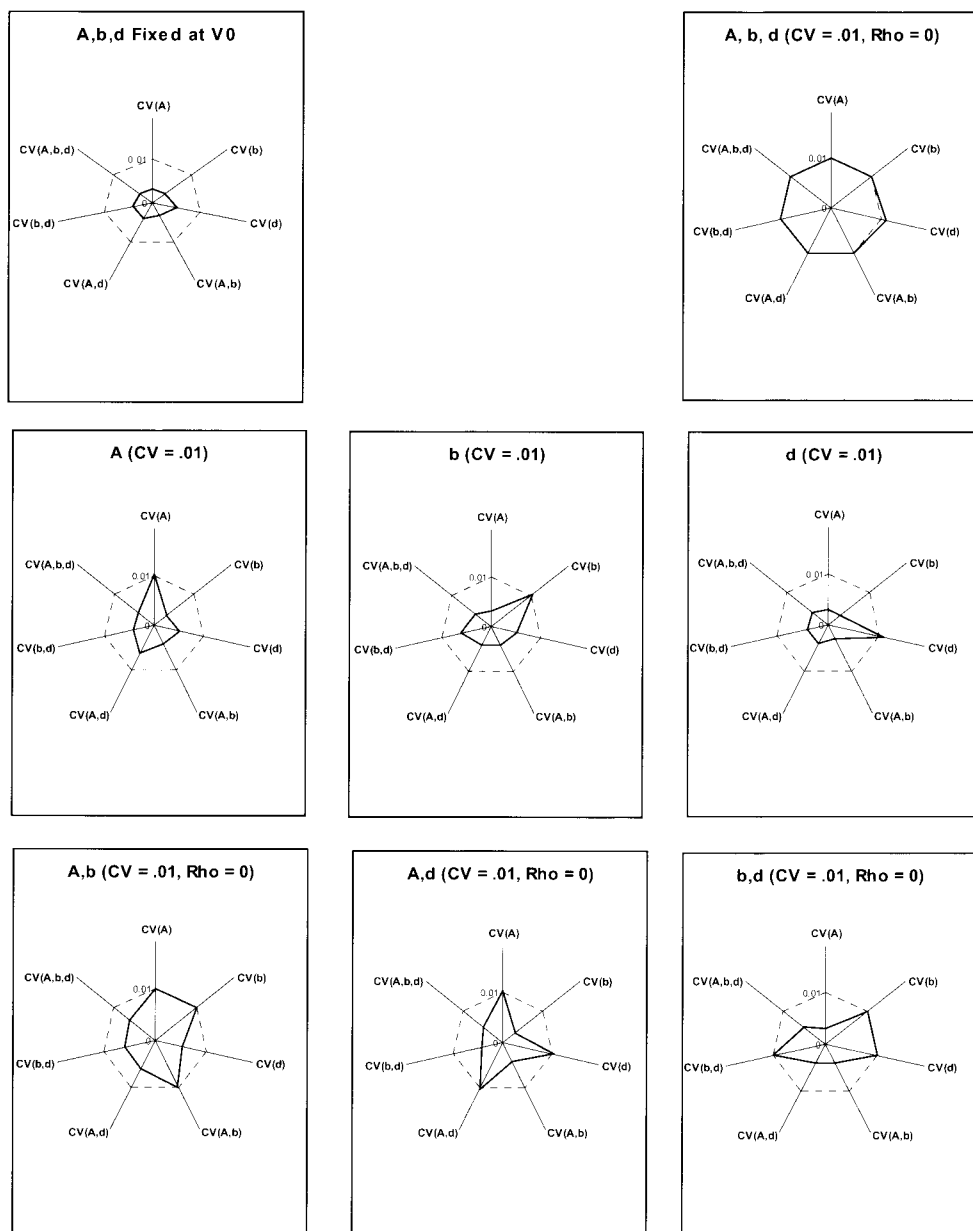 A,b,d Fixed at V0
CV(A)
CV(A,b,d)
0.01
CV(b)
0
CV(b,d)
CV(d)
CV(A,d)
CV(A,b)
A, b, d (CV = .01, Rho = 0)
CV(A)
CV(A,b,d)
0.01
CV(b)
0
CV(b,d)
CV(d)
CV(A,d)
CV(A,b)
A (CV = .01)
CV(A)
CV(A,b,d)
0.01
CV(b)
0
CV(b,d)
CV(d)
CV(A,d)
CV(A,b)
b (CV = .01)
CV(A)
CV(A,b,d)
0.01
CV(b)
0
CV(b,d)
CV(d)
CV(A,d)
CV(A,b)
d (CV = .01)
CV(A)
CV(A,b,d)
0.01
CV(b)
0
CV(b,d)
CV(d)
CV(A,d)
CV(A,b)
A,b (CV = .01, Rho = 0)
CV(A)
CV(A,b,d)
0.01
CV(b)
0
CV(b,d)
CV(d)
CV(A,d)
CV(A,b)
A,d (CV = .01, Rho = 0)
CV(A)
CV(A,b,d)
0.01
CV(b)
0
CV(b,d)
CV(d)
CV(A,d)
CV(A,b)
b,d (CV = .01, Rho = 0)
CV(A)
CV(A,b,d)
0.01
CV(b)
0
CV(b,d)
CV(d)
CV(A,d)
CV(A,b)